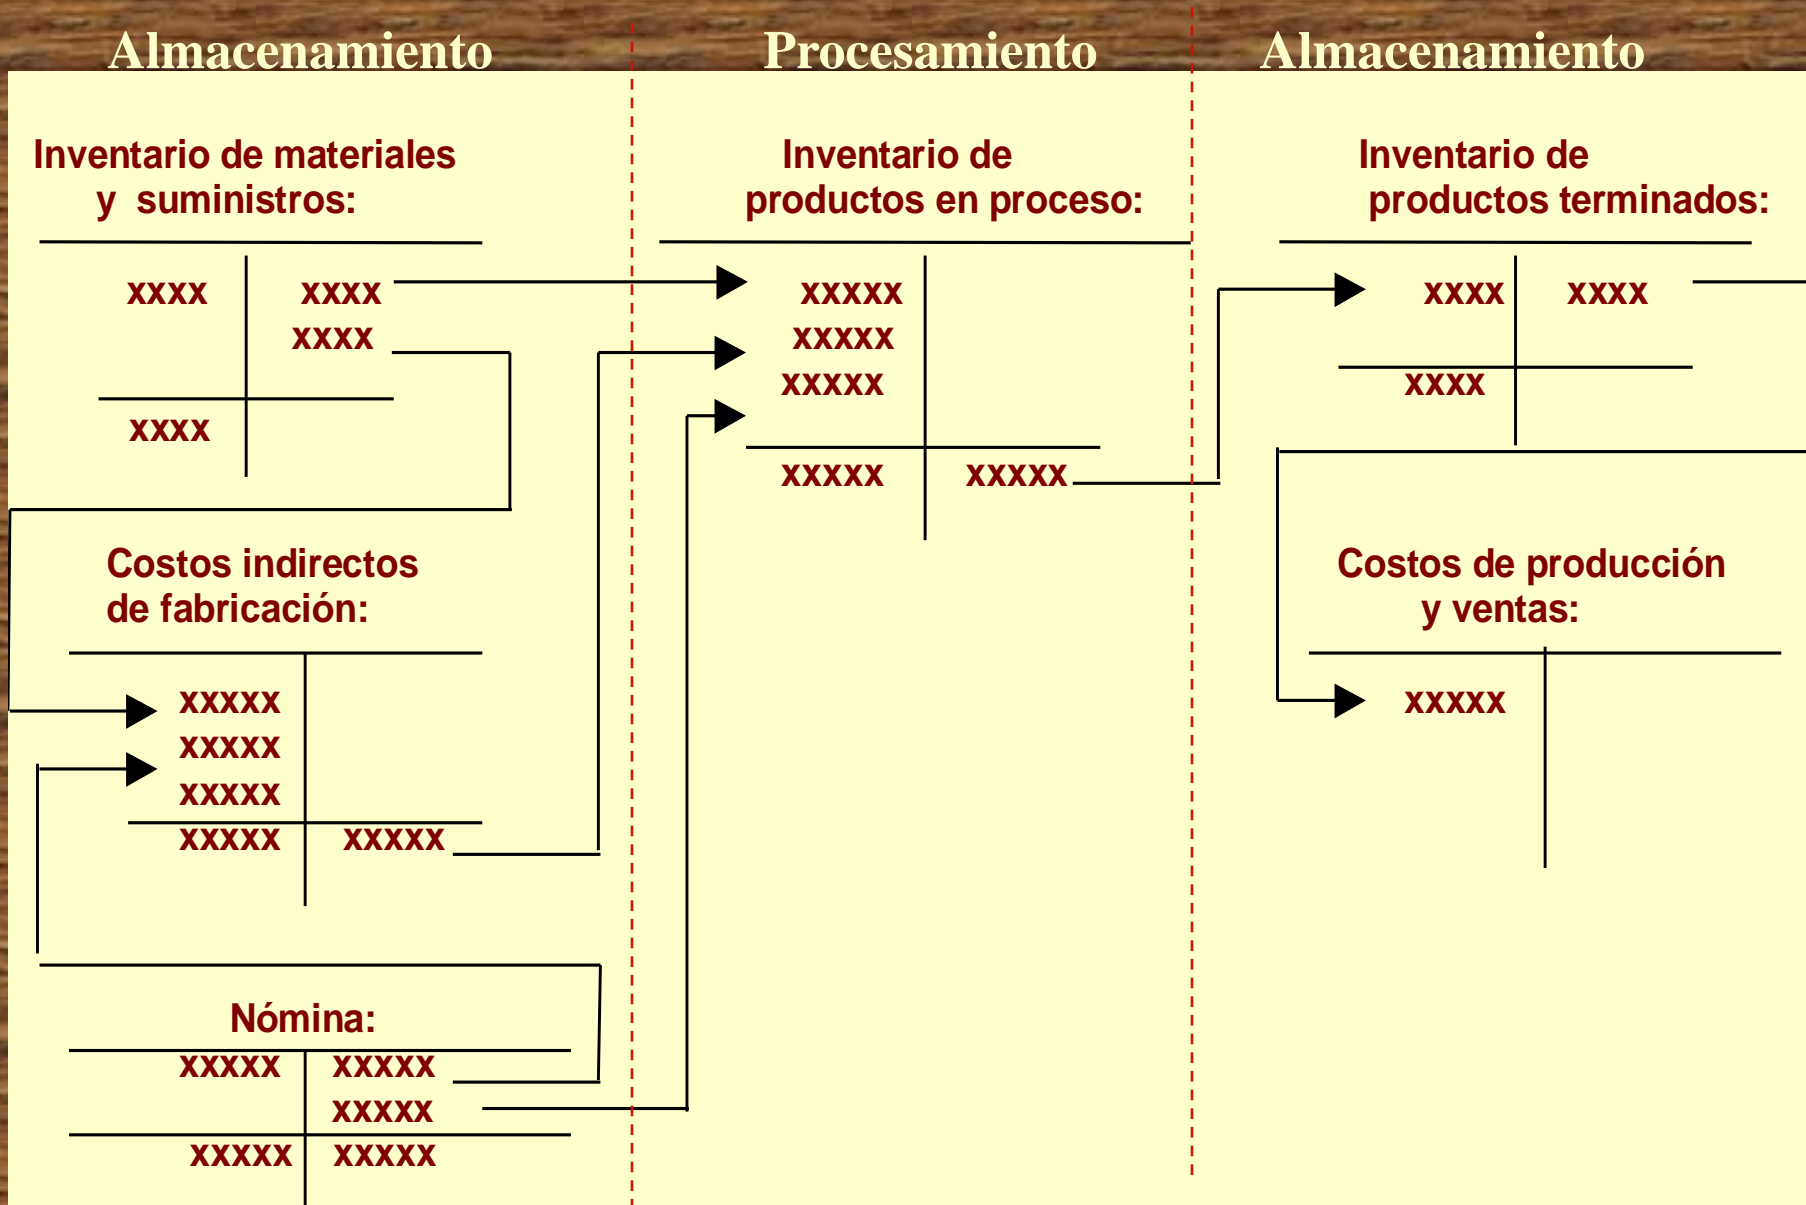 Almacenamiento
Procesamiento
Almacenamiento
Inventario de materiales
y suministros:
xxxx xxxx
xxxx
xxxx
Costos indirectos
de fabricación:
xxxxx
xxxxx
xxxxx
xxxxx xxxxx
Nómina:
xxxxx xxxxx
xxxxx
xxxxx xxxxx
Inventario de
productos en proceso:
xxxxx
xxxxx
xxxxx
xxxxx xxxxx
Inventario de
productos terminados:
xxxx xxxx
xxxx
Costos de producción
y ventas:
xxxxx